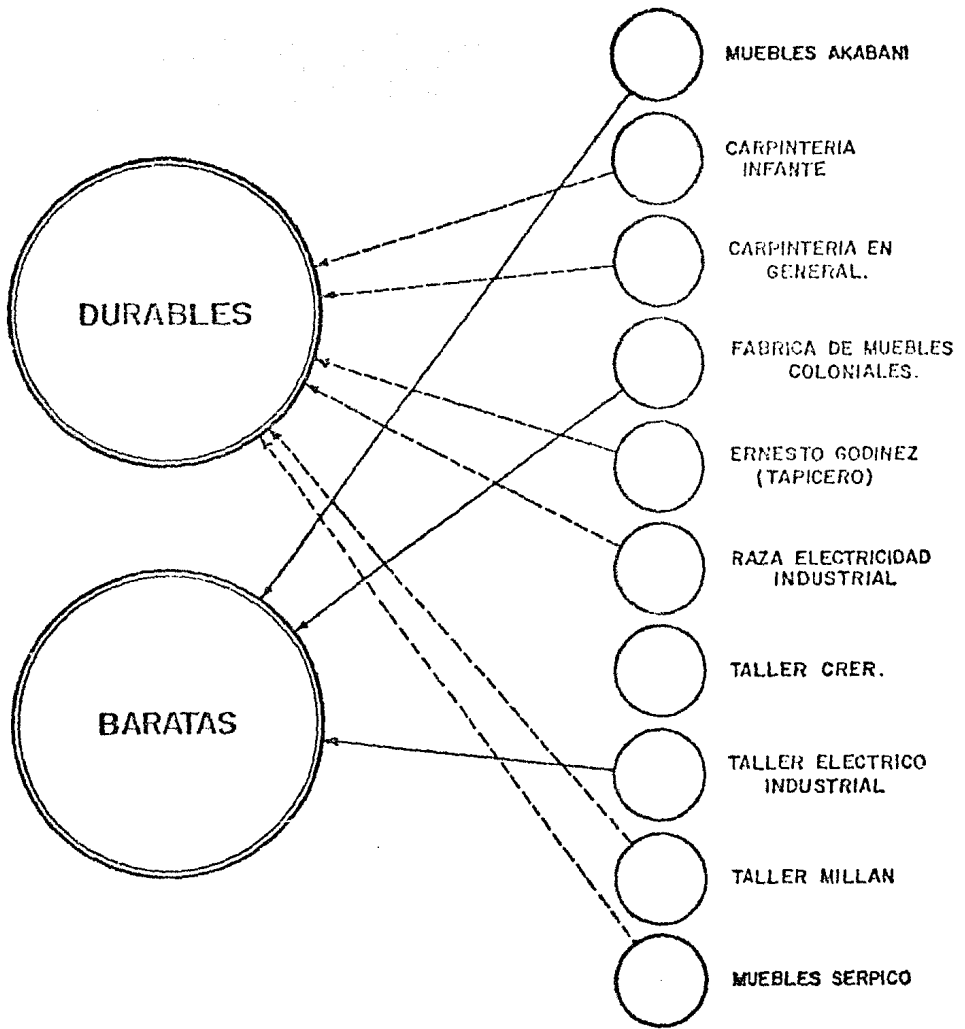 MUEBLES AKABANI
CARPINTERIA
INFANTE
CARPINTERIA EN
GENERAL.
DURABLES
FABRICA DE MUEBLES
COLONIALES.
ERNESTO GODINEZ
(TAPICERO)
RAZA ELECTRICIDAD
INDUSTRIAL
TALLER CRER.
BARATAS
TALLER ELECTRICO
INDUSTRIAL
TALLER MILLAN
MUEBLES SERPICO